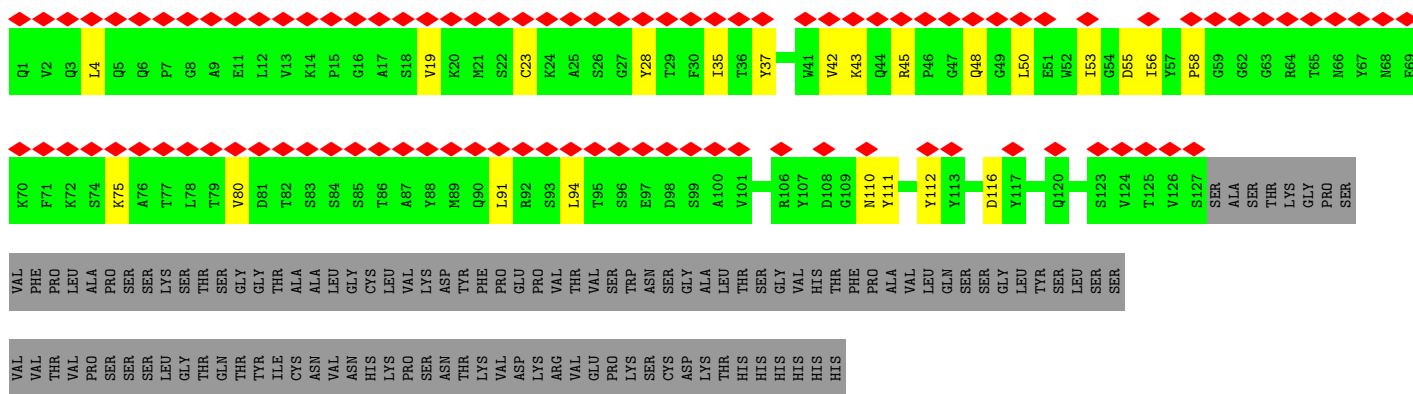 Q1 V2 Q3 L4 Q5 Q6 P7 G8 A9 E11 L12 V13 K14 P15 G16 A17 S18 V19 K20 M21 S22 C23 K24 A25 S26 G27 Y28 T29 F30 I35 T36 Y37 W41 V42 K43 Q44 R45 P46 G47 Q48 G49 L50 E51 W52 I53 G54 D55 I56 Y57 P58 G59 G62 G63 R64 T65 N66 Y67 N68 E69
K70 F71 K72 S74 K75 A76 T77 L78 T79 V80 D81 T82 S83 S84 S85 T86 A87 Y88 M89 Q90 L91 R92 S93 L94 T95 S96 E97 D98 S99 A100 V101 R106 Y107 D108 G109 N110 Y111 Y112 Y113 D116 Y117 Q120 S123 V124 T125 V126 S127 SER ALA SER THR LYS GLY PRO SER
VAL PHE PRO LEU ALA PRO SER SER LYS SER THR SER GLY GLY THR ALA ALA LEU GLY CYS LEU VAL LYS ASP TYR PHE PRO GLU PRO VAL THR VAL SER TRP ASN SER GLY ALA LEU THR SER GLY VAL HIS THR PHE PRO ALA VAL LEU GLN SER SER GLY LEU TYR SER LEU SER SER
VAL VAL THR VAL PRO SER SER SER LEU GLY THR GLN THR TYR ILE CYS ASN VAL ASN HIS LYS PRO SER ASN THR LYS VAL ASP LYS ARG VAL GLU PRO LYS SER CYS ASP LYS THR HIS HIS HIS HIS HIS HIS